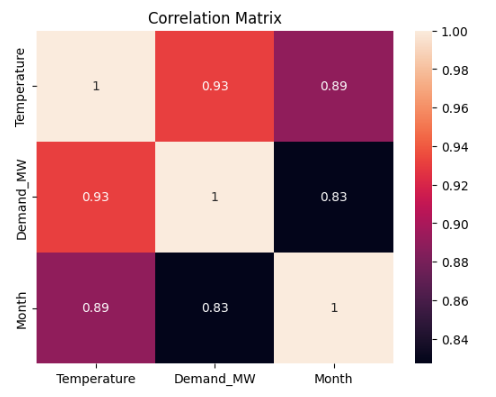 Correlation Matrix
Temperature 1 0.93 0.89
Demand_MW 0.93 1 0.83
Month 0.89 0.83 1
Temperature Demand_MW Month
1.00
0.98
0.96
0.94
0.92
0.90
0.88
0.86
0.84